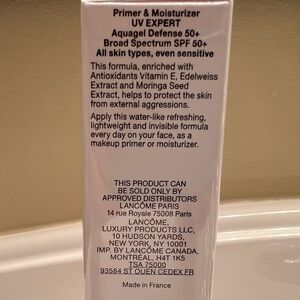 Primer & Moisturizer
UV EXPERT
Aquagel Defense 50+
Broad Spectrum SPF 50+
All skin types, even sensitive
This formula, enriched with
Antioxidants Vitamin E, Edelweiss
Extract and Moringa Seed
Extract, helps to protect the skin
from external aggressions.
Apply this water-like refreshing,
lightweight and invisible formula
every day on your face, as a
makeup primer or moisturizer.
THIS PRODUCT CAN
BE SOLD ONLY BY
APPROVED DISTRIBUTORS
LANCÔME PARIS
14 rue Royale 75008 Paris
LANCÔME,
LUXURY PRODUCTS LLC,
10 HUDSON YARDS,
NEW YORK, NY 10001
IMP. BY LANCÔME CANADA,
MONTRÉAL, H4T 1K5
TSA 75000
93584 ST OUEN CEDEX FR
Made in France